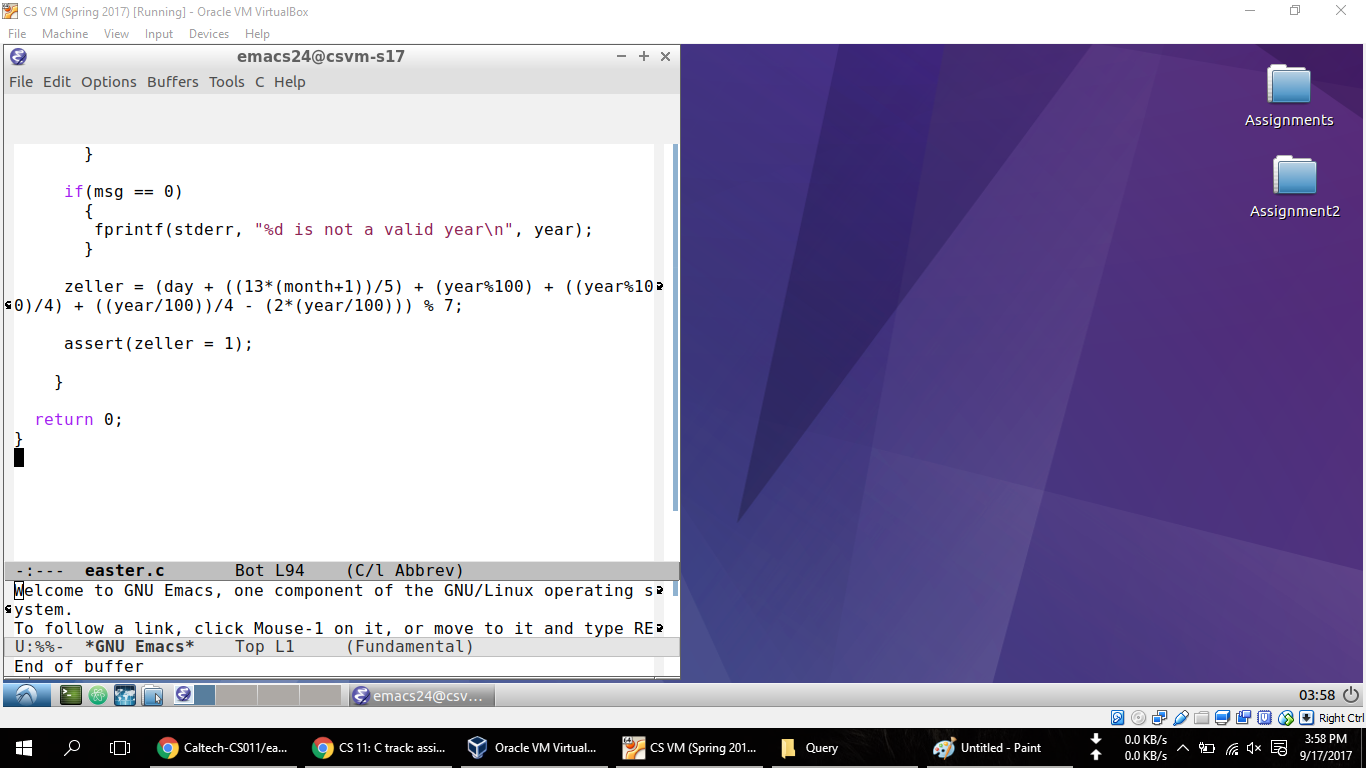 CS VM (Spring 2017) [Running] - Oracle VM VirtualBox
File Machine View Input Devices Help
emacs24@csvm-s17
File Edit Options Buffers Tools C Help
}
if(msg == 0)
{
fprintf(stderr, "%d is not a valid year\n", year);
}
zeller = (day + ((13*(month+1))/5) + (year%100) + ((year%10
0)/4) + ((year/100))/4 - (2*(year/100))) % 7;
assert(zeller = 1);
}
return 0;
}
-:--- easter.c Bot L94 (C/l Abbrev)
Welcome to GNU Emacs, one component of the GNU/Linux operating s
ystem.
To follow a link, click Mouse-1 on it, or move to it and type RE
U:%%- *GNU Emacs* Top L1 (Fundamental)
End of buffer
Assignments
Assignment2
emacs24@csv...
03:58
Right Ctrl
Caltech-CS011/ea...
CS 11: C track: assi...
Oracle VM Virtual...
CS VM (Spring 201...
Query
Untitled - Paint
0.0 KB/s
0.0 KB/s
3:58 PM
9/17/2017